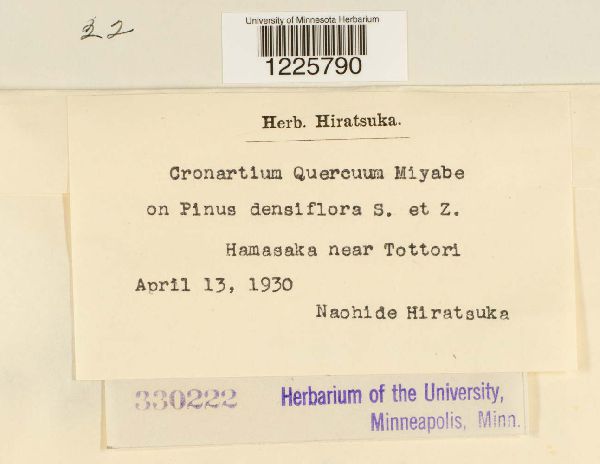 22
University of Minnesota Herbarium
1225790
Herb. Hiratsuka.
Cronartium Quercuum Miyabe
on Pinus densiflora S. et Z.
Hamasaka near Tottori
April 13, 1930
Naohide Hiratsuka
330222
Herbarium of the University,
Minneapolis, Minn.